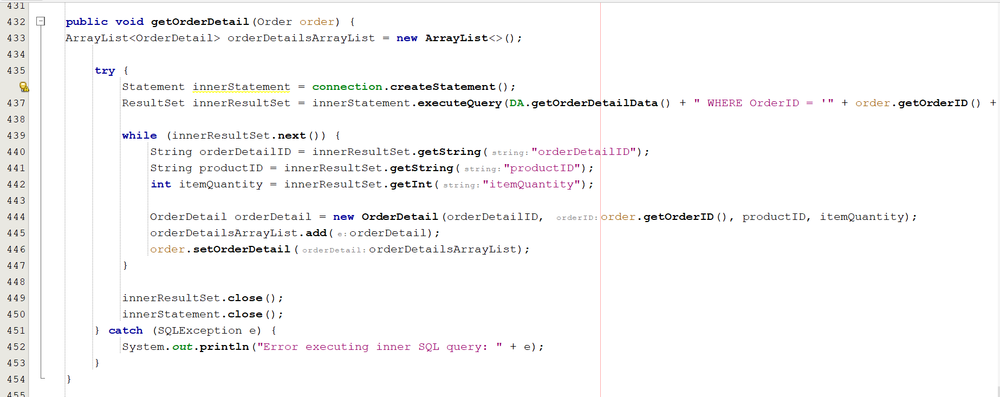 431
432 public void getOrderDetail(Order order) {
433 ArrayList<OrderDetail> orderDetailsArrayList = new ArrayList<>();
434
435 try {
Statement innerStatement = connection.createStatement();
437 ResultSet innerResultSet = innerStatement.executeQuery(DA.getOrderDetailData() + " WHERE OrderID = '" + order.getOrderID() +
438
439 while (innerResultSet.next()) {
440 String orderDetailID = innerResultSet.getString( string: "orderDetailID");
441 String productID = innerResultSet.getString( string: "productID");
442 int itemQuantity = innerResultSet.getInt( string: "itemQuantity");
443
444 OrderDetail orderDetail = new OrderDetail(orderDetailID, orderID: order.getOrderID(), productID, itemQuantity);
445 orderDetailsArrayList.add( e: orderDetail);
446 order.setOrderDetail( orderDetail: orderDetailsArrayList);
447 }
448
449 innerResultSet.close();
450 innerStatement.close();
451 } catch (SQLException e) {
452 System.out.println("Error executing inner SQL query: " + e);
453 }
454 }
455